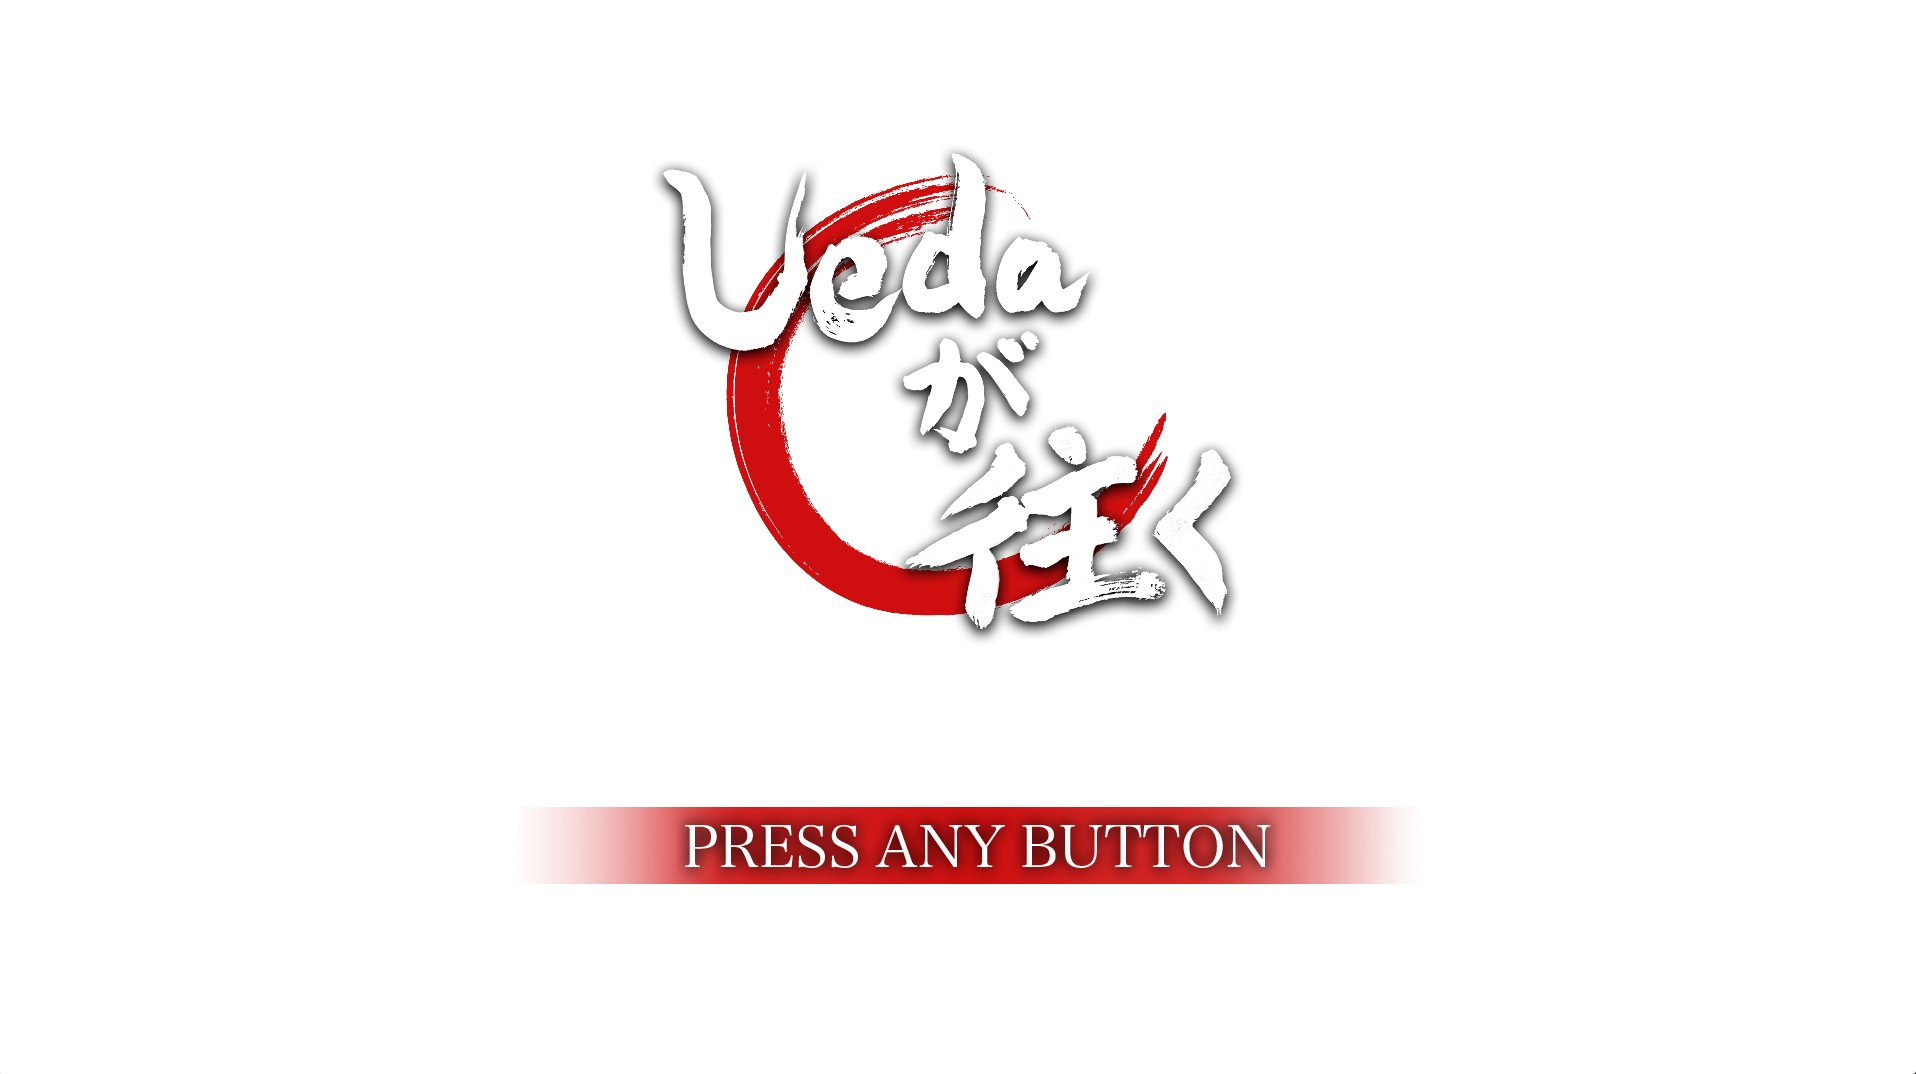 Ueda
が
往く
PRESS ANY BUTTON